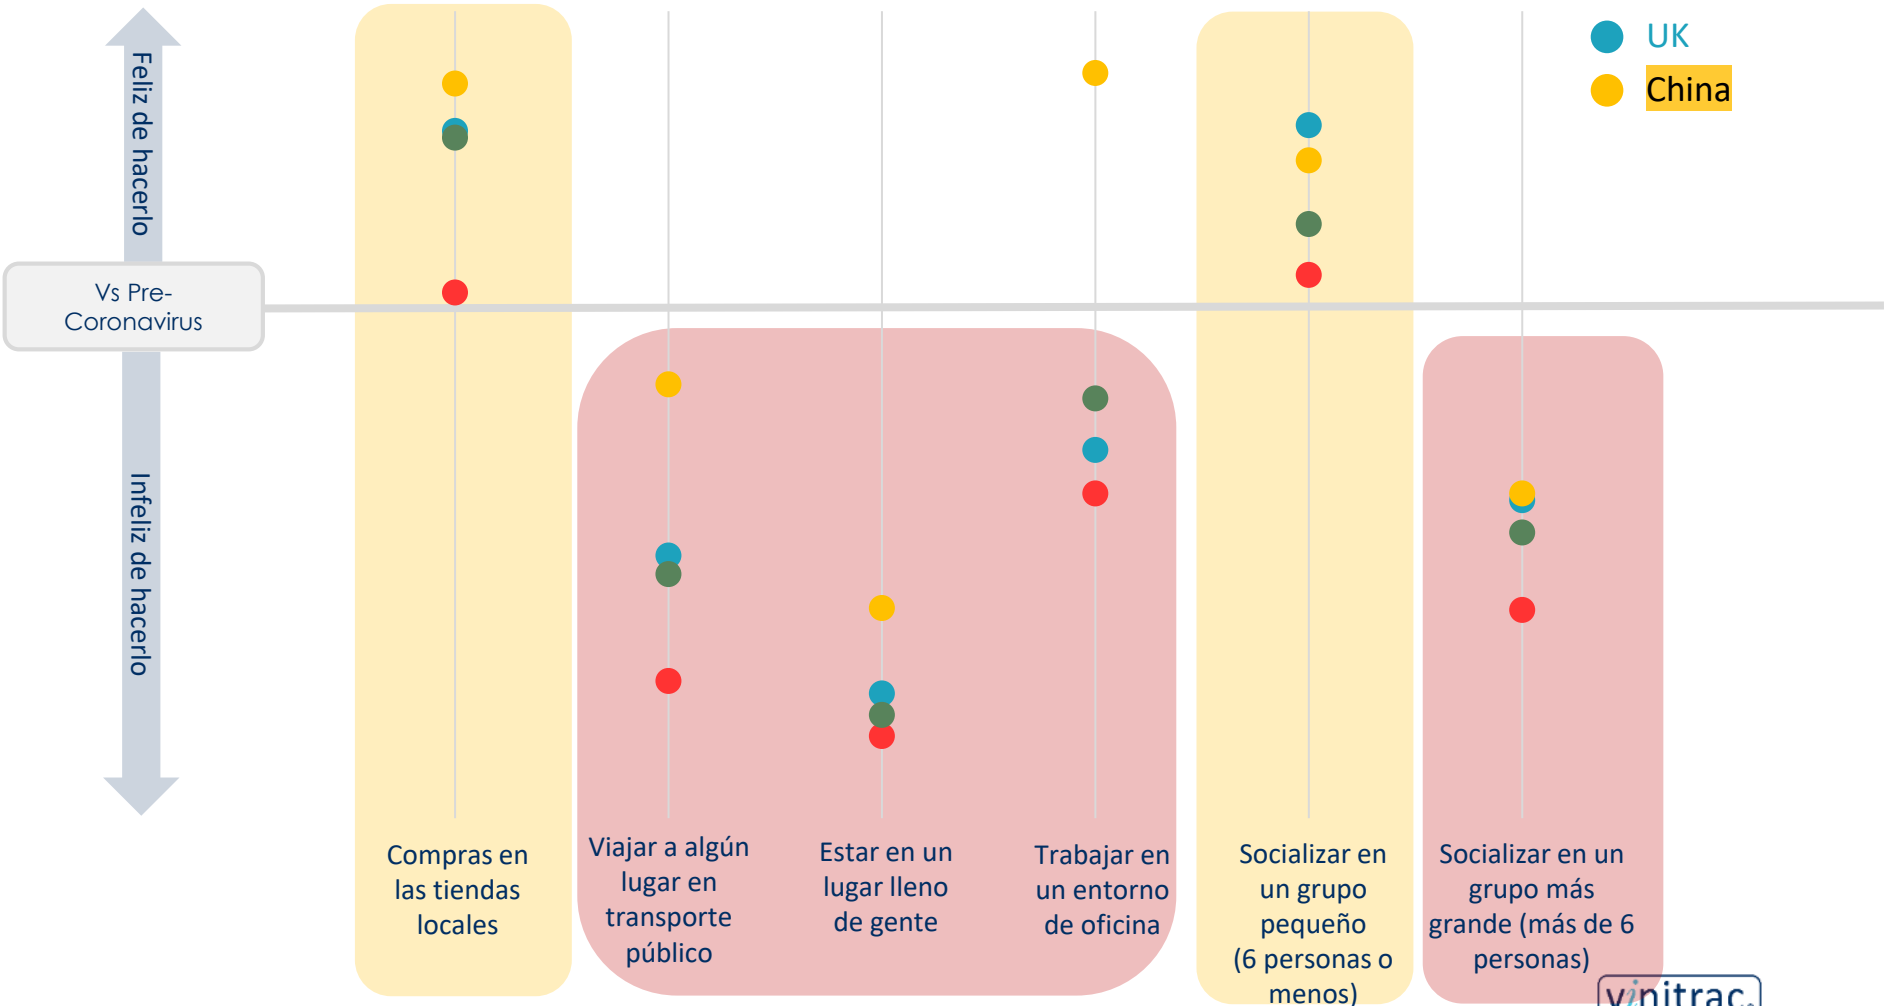 Feliz de hacerlo
UK
China
Vs Pre-
Coronavirus
Infeliz de hacerlo
Compras en
las tiendas
locales
Viajar a algún
lugar en
transporte
público
Estar en un
lugar lleno
de gente
Trabajar en
un entorno
de oficina
Socializar en
un grupo
pequeño
(6 personas o
menos)
Socializar en un
grupo más
grande (más de 6
personas)
vinitrac